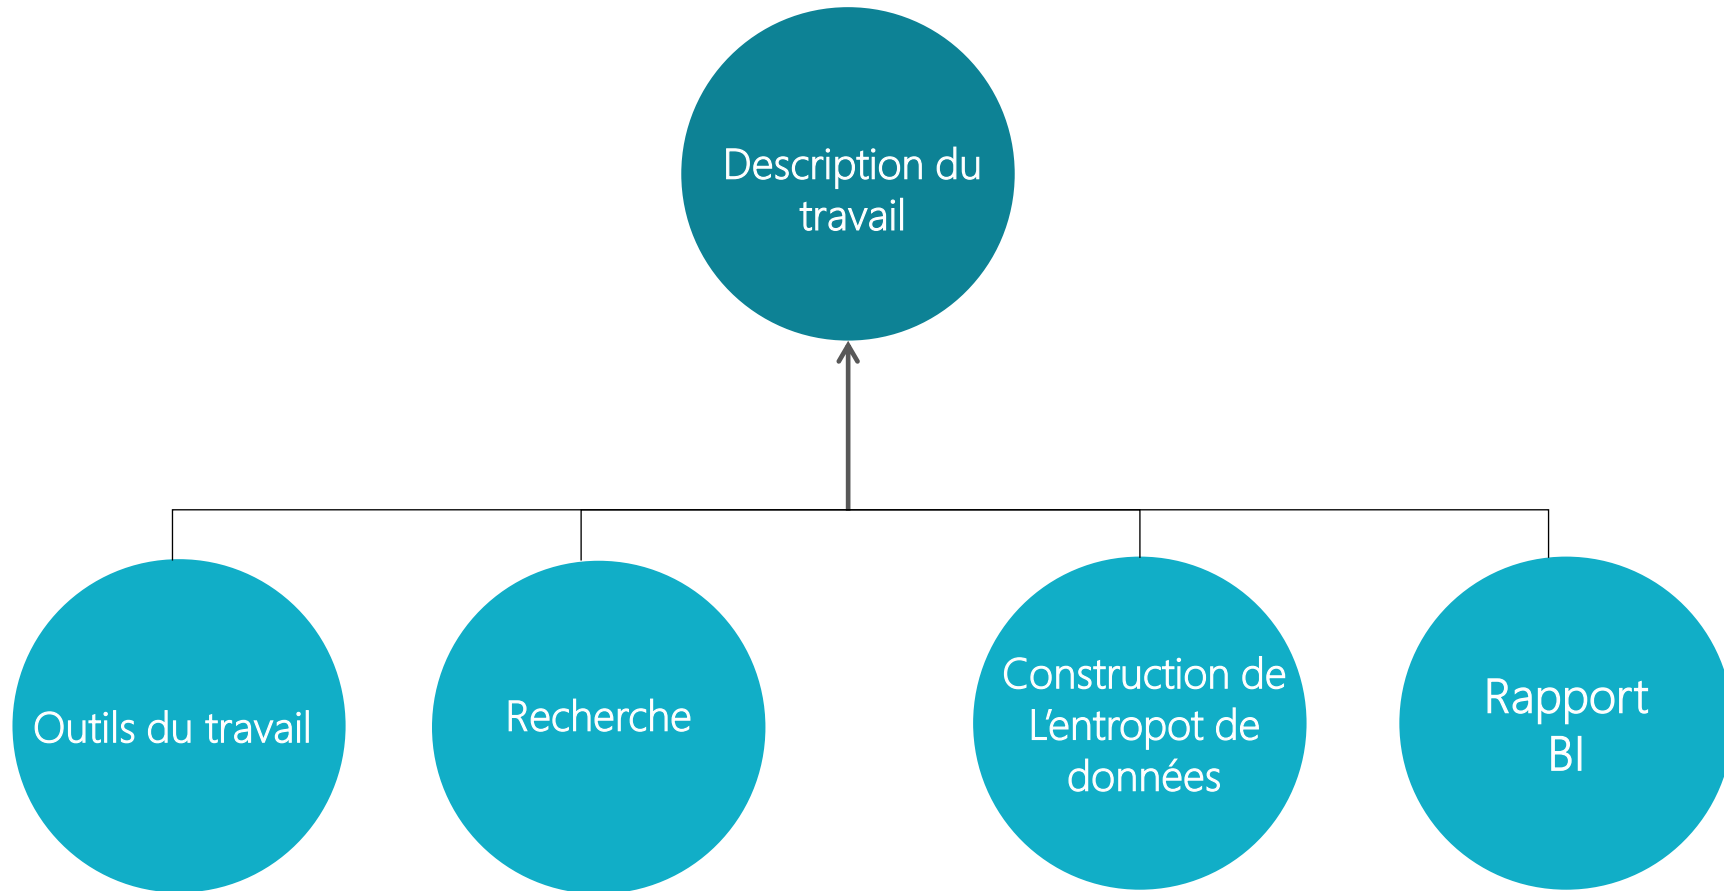 Description du
travail
Outils du travail
Recherche
Construction de
L'entropot de
données
Rapport
BI